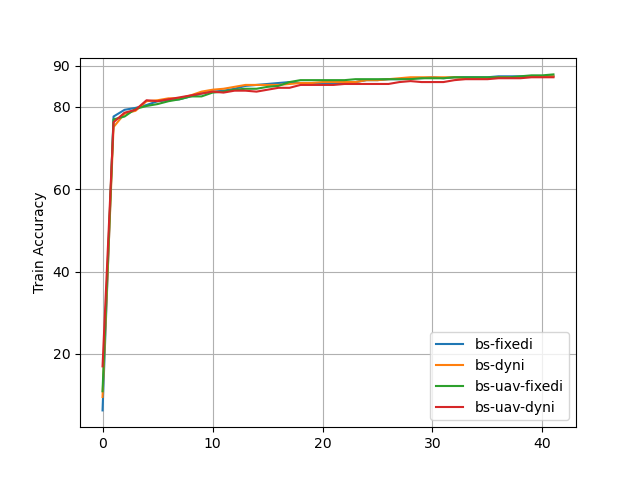 90
80
60
40
20
Train Accuracy
bs-fixedi
bs-dyni
bs-uav-fixedi
bs-uav-dyni
0 10 20 30 40